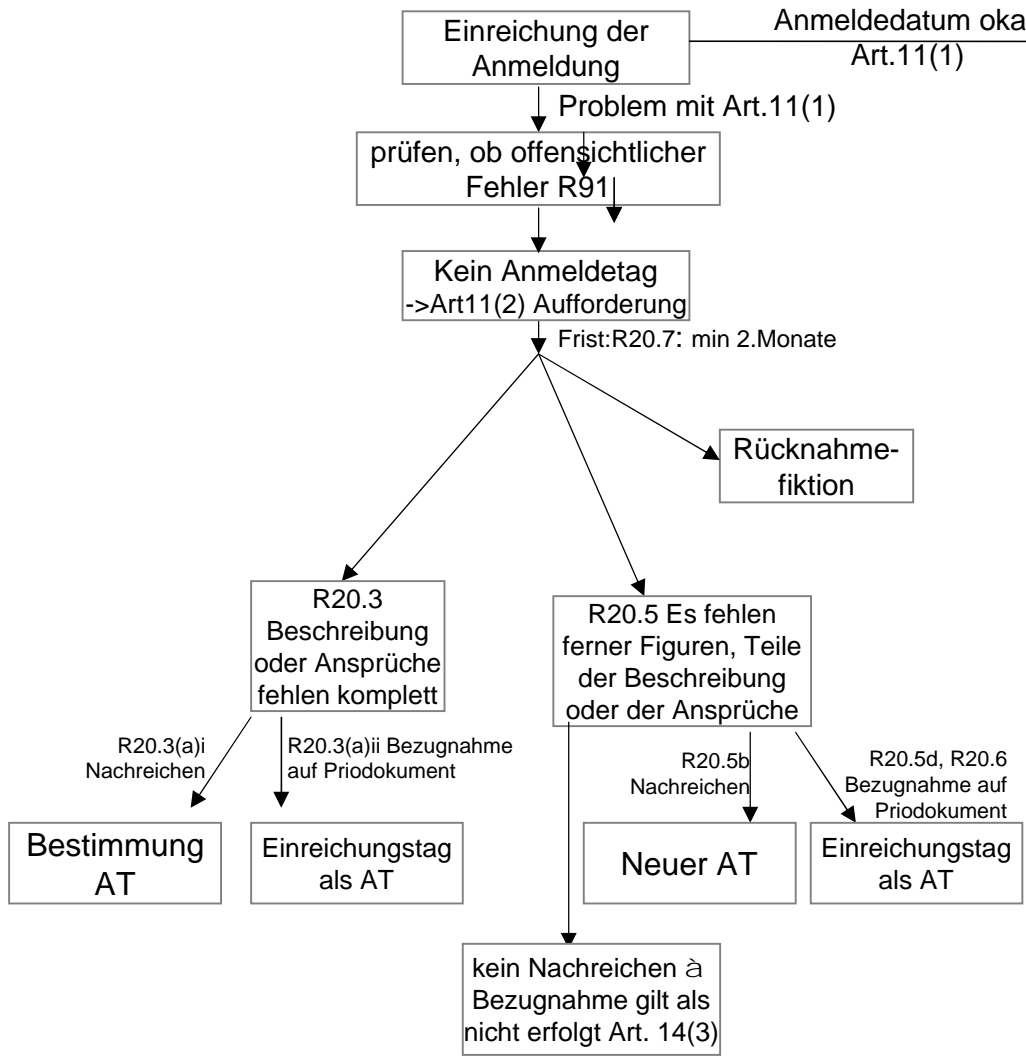 Einreichung der
Anmeldung
Anmeldedatum oka
Art.11(1)
Problem mit Art.11(1)
prüfen, ob offensichtlicher
Fehler R91
Kein Anmeldetag
->Art11(2) Aufforderung
Frist:R20.7: min 2.Monate
Rücknahme-
fiktion
R20.3
Beschreibung
oder Ansprüche
fehlen komplett
R20.5 Es fehlen
ferner Figuren, Teile
der Beschreibung
oder der Ansprüche
R20.3(a)i
Nachreichen
R20.3(a)ii Bezugnahme
auf Priodokument
R20.5b
Nachreichen
R20.5d, R20.6
Bezugnahme auf
Priodokument
Bestimmung
AT
Einreichungstag
als AT
Neuer AT
Einreichungstag
als AT
kein Nachreichen à
Bezugnahme gilt als
nicht erfolgt Art. 14(3)